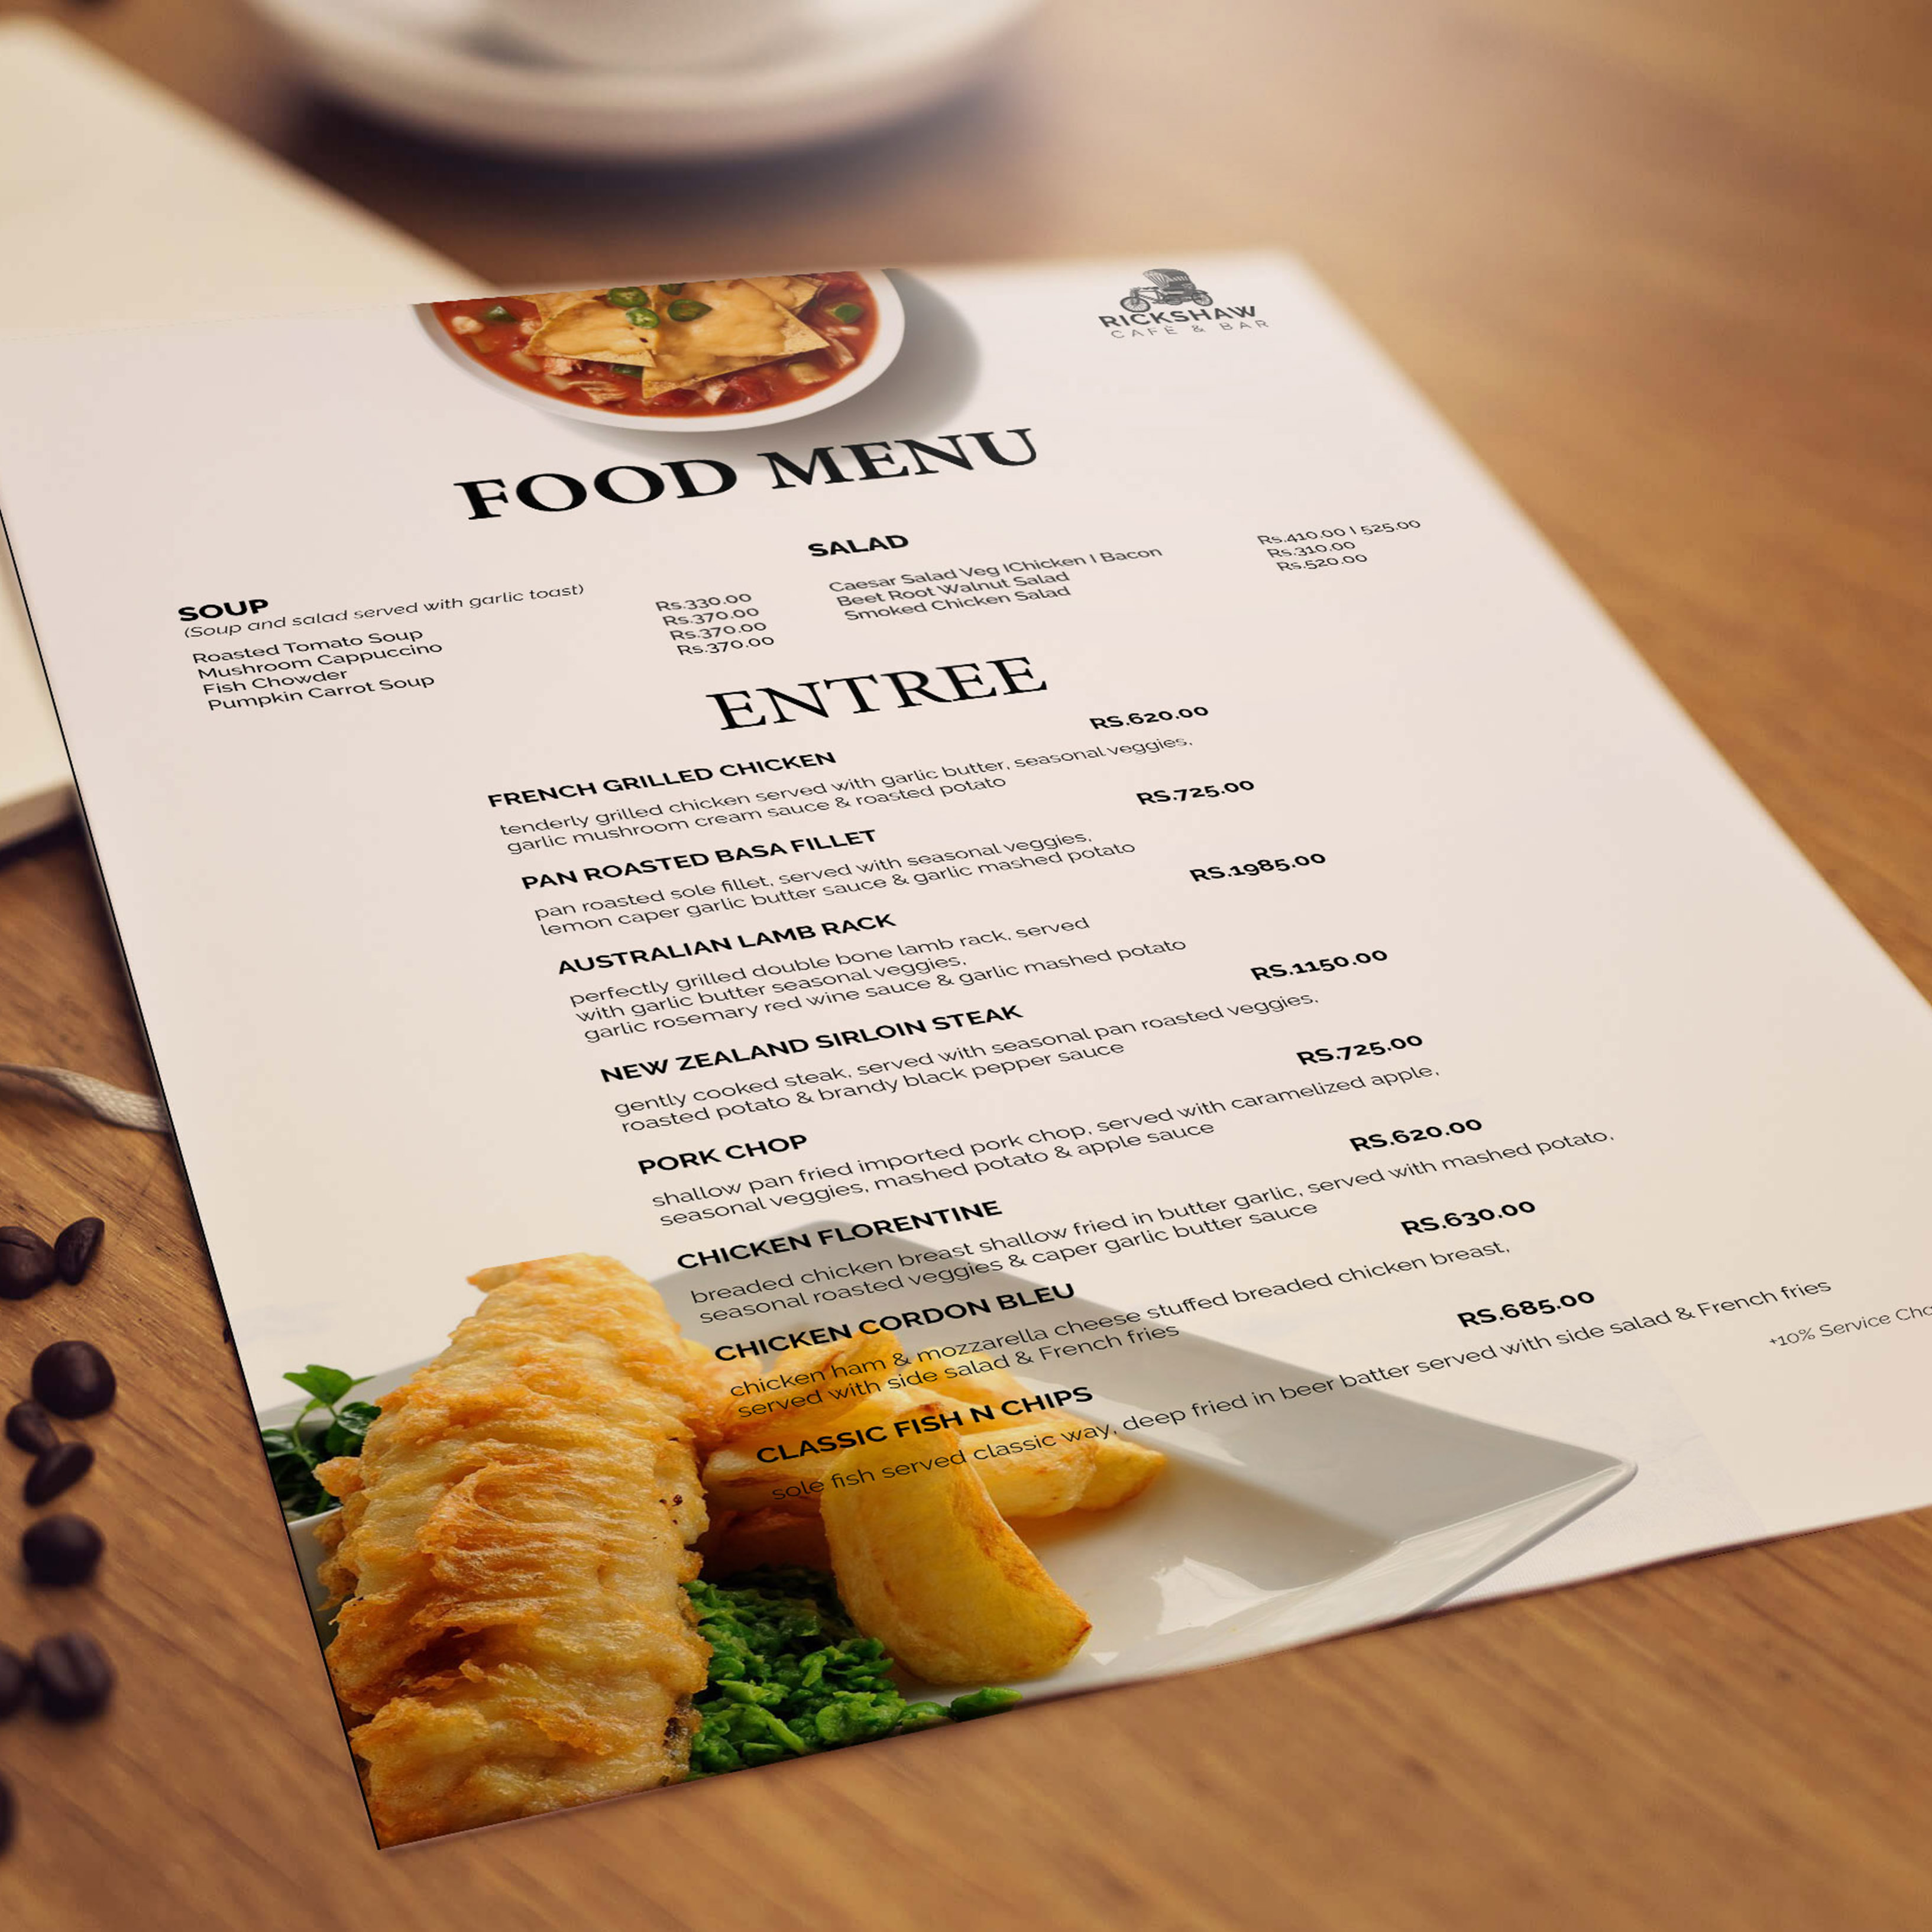 RICKSHAW
CAFÈ & BAR
FOOD MENU
SOUP
(Soup and salad served with garlic toast)
Roasted Tomato Soup Rs.330.00
Mushroom Cappuccino Rs.370.00
Fish Chowder Rs.370.00
Pumpkin Carrot Soup Rs.370.00
SALAD
Caesar Salad Veg |Chicken | Bacon Rs.410.00 | 525.00
Beet Root Walnut Salad Rs.310.00
Smoked Chicken Salad Rs.520.00
ENTREE
FRENCH GRILLED CHICKEN RS.620.00
tenderly grilled chicken served with garlic butter, seasonal veggies,
garlic mushroom cream sauce & roasted potato
PAN ROASTED BASA FILLET RS.725.00
pan roasted sole fillet, served with seasonal veggies,
lemon caper garlic butter sauce & garlic mashed potato
AUSTRALIAN LAMB RACK RS.1985.00
perfectly grilled double bone lamb rack, served
with garlic butter seasonal veggies,
garlic rosemary red wine sauce & garlic mashed potato
NEW ZEALAND SIRLOIN STEAK RS.1150.00
gently cooked steak, served with seasonal pan roasted veggies,
roasted potato & brandy black pepper sauce
PORK CHOP RS.725.00
shallow pan fried imported pork chop, served with caramelized apple,
seasonal veggies, mashed potato & apple sauce
CHICKEN FLORENTINE RS.620.00
breaded chicken breast shallow fried in butter garlic, served with mashed potato,
seasonal roasted veggies & caper garlic butter sauce
CHICKEN CORDON BLEU RS.630.00
chicken ham & mozzarella cheese stuffed breaded chicken breast,
served with side salad & French fries
CLASSIC FISH N CHIPS RS.685.00
sole fish served classic way, deep fried in beer batter served with side salad & French fries
+10% Service